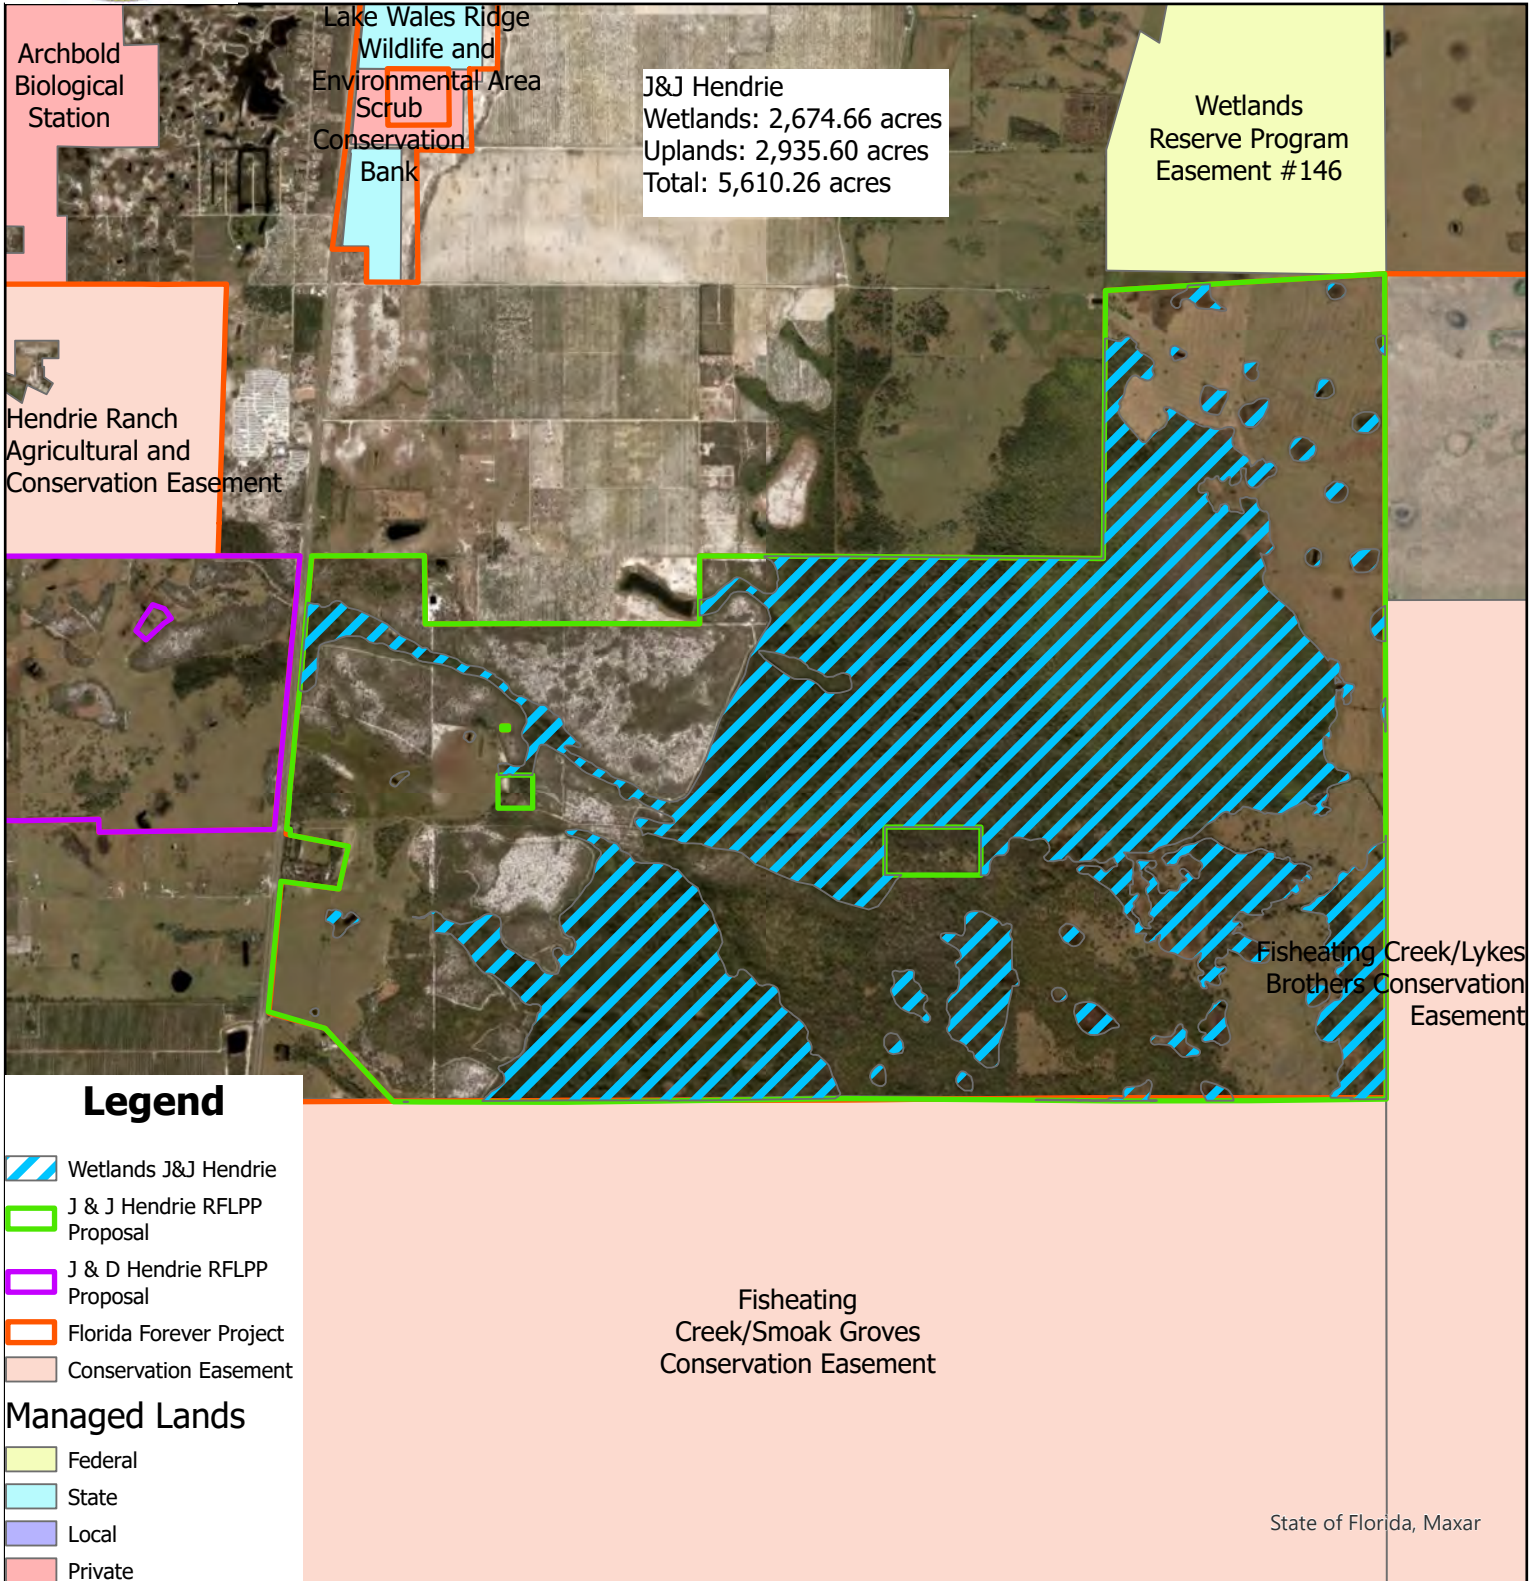 Lake Wales Ridge
Wildlife and
Environmental Area
Archbold
Biological
Station
Scrub
Conservation
Bank
J&J Hendrie
Wetlands: 2,674.66 acres
Uplands: 2,935.60 acres
Total: 5,610.26 acres
Wetlands
Reserve Program
Easement #146
Hendrie Ranch
Agricultural and
Conservation Easement
Fisheating Creek/Lykes
Brothers Conservation
Easement
Legend
Wetlands J&J Hendrie
J & J Hendrie RFLPP
Proposal
J & D Hendrie RFLPP
Proposal
Florida Forever Project
Conservation Easement
Managed Lands
Federal
State
Local
Private
Fisheating
Creek/Smoak Groves
Conservation Easement
State of Florida, Maxar